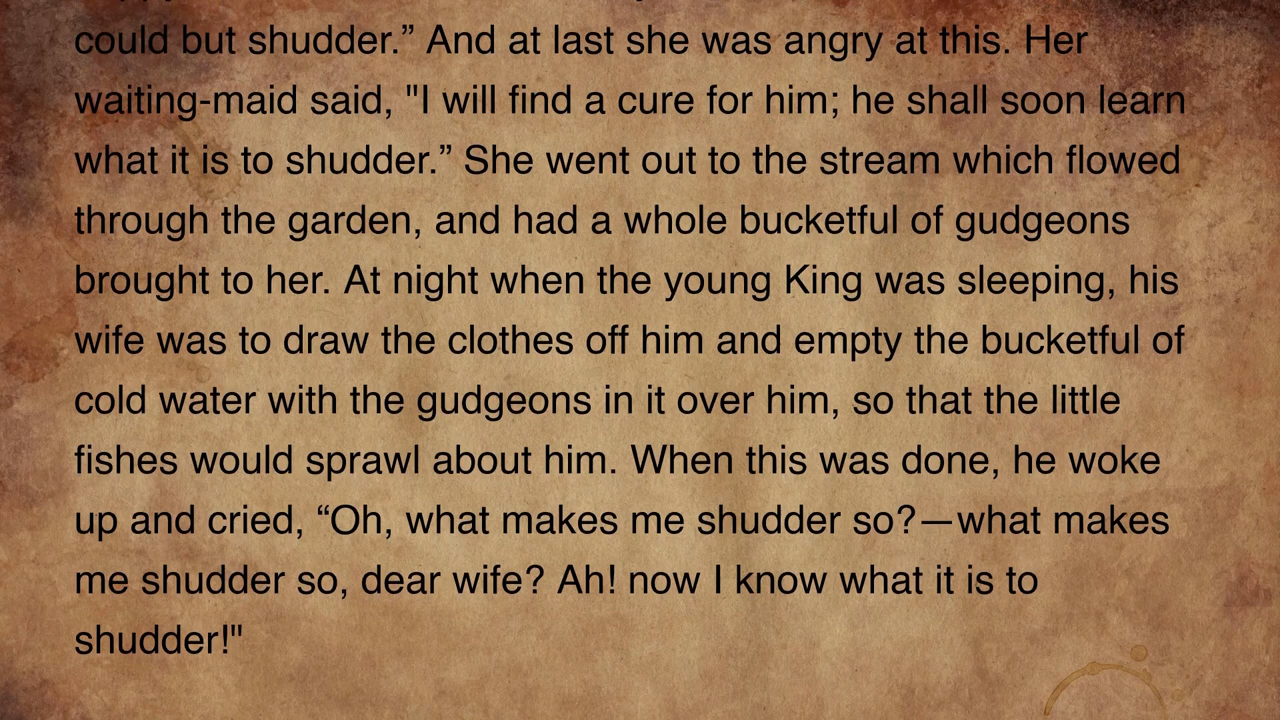 could but shudder.” And at last she was angry at this. Her
waiting-maid said, "I will find a cure for him; he shall soon learn
what it is to shudder.” She went out to the stream which flowed
through the garden, and had a whole bucketful of gudgeons
brought to her. At night when the young King was sleeping, his
wife was to draw the clothes off him and empty the bucketful of
cold water with the gudgeons in it over him, so that the little
fishes would sprawl about him. When this was done, he woke
up and cried, “Oh, what makes me shudder so?—what makes
me shudder so, dear wife? Ah! now I know what it is to
shudder!"